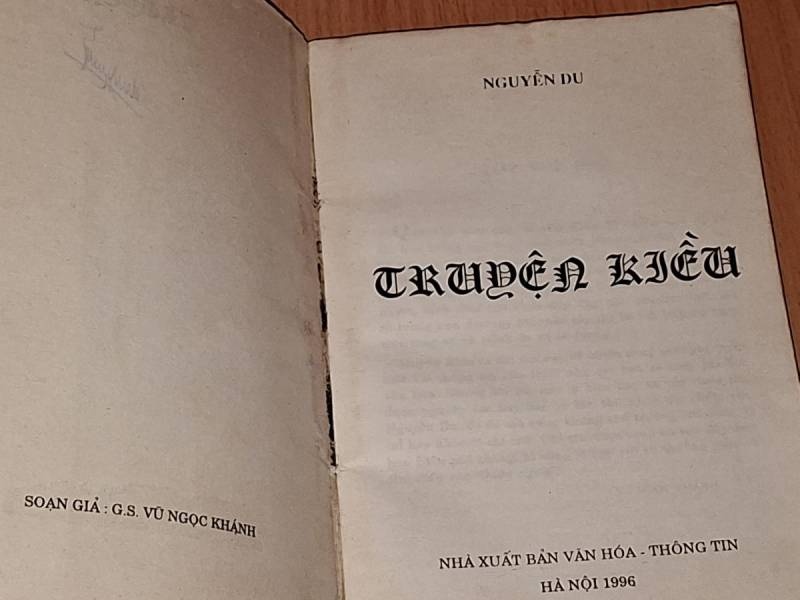 SOẠN GIẢ : G.S. VŨ NGỌC KHÁNH
NGUYỄN DU
TRUYỆN KIỀU
NHÀ XUẤT BẢN VĂN HÓA - THÔNG TIN
HÀ NỘI 1996